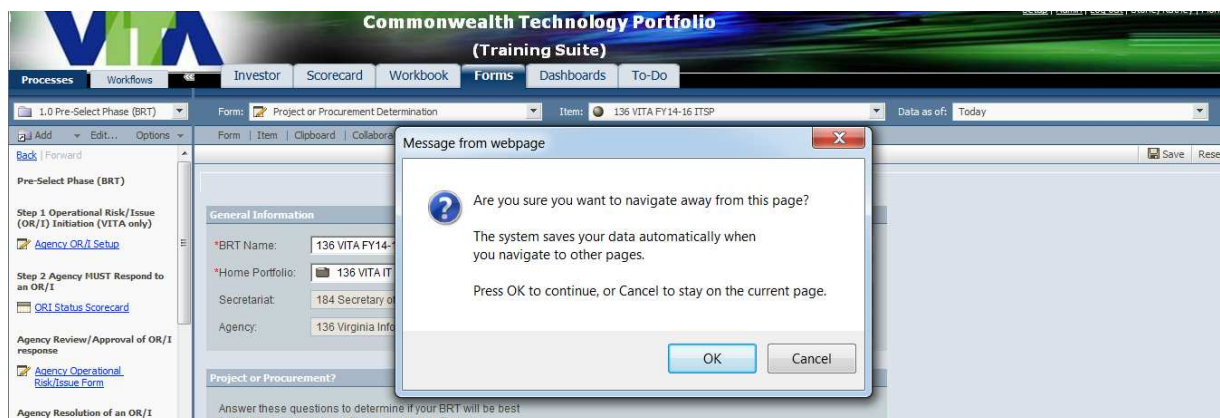 VITA
Commonwealth Technology Portfolio
(Training Suite)
Processes Workflows Investor Scorecard Workbook Forms Dashboards To-Do
1.0 Pre-Select Phase (BRT) Form: Project or Procurement Determination Item: 136 VITA FY14-16 ITSP Data as of: Today
Add Edit... Options Form | Item | Clipboard | Collabora
Save Rese
Back | Forward
Pre-Select Phase (BRT)
Step 1 Operational Risk/Issue
(OR/I) Initiation (VITA only)
Agency OR/I Setup
Step 2 Agency MUST Respond to
an OR/I
ORI Status Scorecard
Agency Review/Approval of OR/I
response
Agency Operational
Risk/Issue Form
Agency Resolution of an OR/I
General Information
*BRT Name: 136 VITA FY14-
*Home Portfolio: 136 VITA IT
Secretariat: 184 Secretary of
Agency: 136 Virginia Info
Project or Procurement?
Answer these questions to determine if your BRT will be best
Message from webpage
Are you sure you want to navigate away from this page?
The system saves your data automatically when
you navigate to other pages.
Press OK to continue, or Cancel to stay on the current page.
OK Cancel